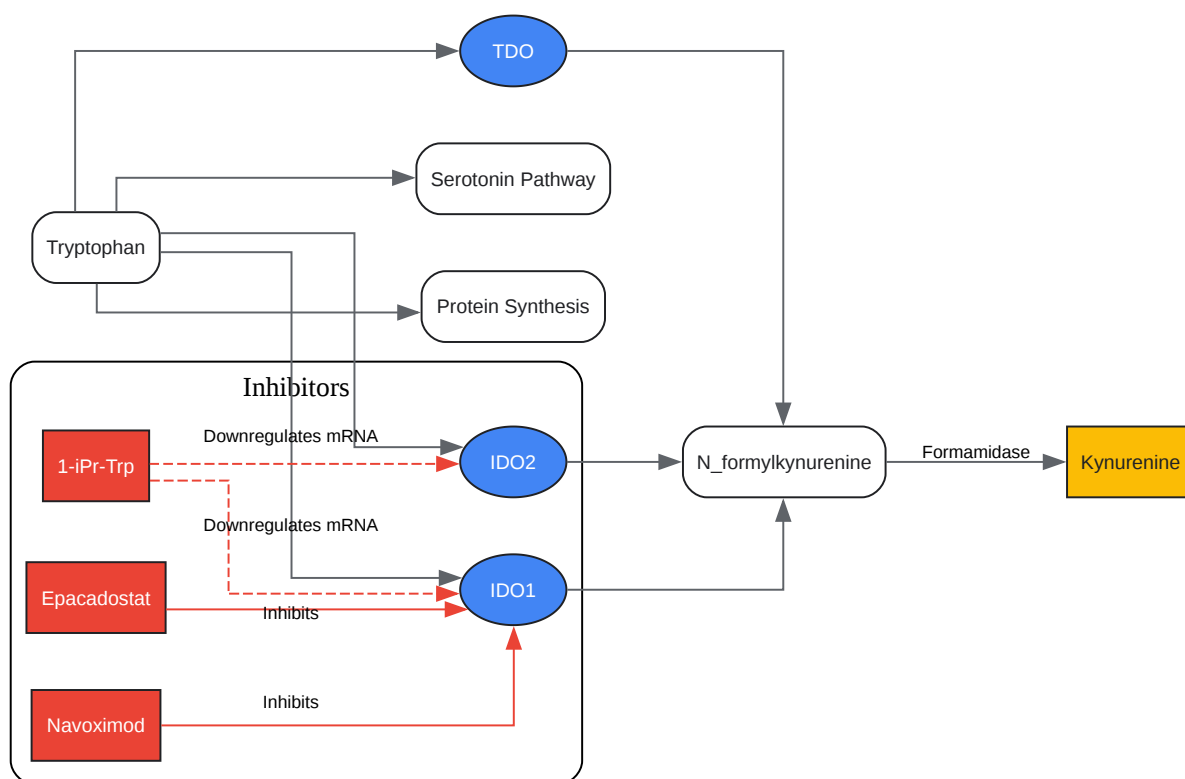 TDO
Serotonin Pathway
Tryptophan
Protein Synthesis
Inhibitors
Downregulates mRNA
1-iPr-Trp
IDO2
N_formylkynurenine
Formamidase
Kynurenine
Downregulates mRNA
Epacadostat
IDO1
Inhibits
Inhibits
Navoximod